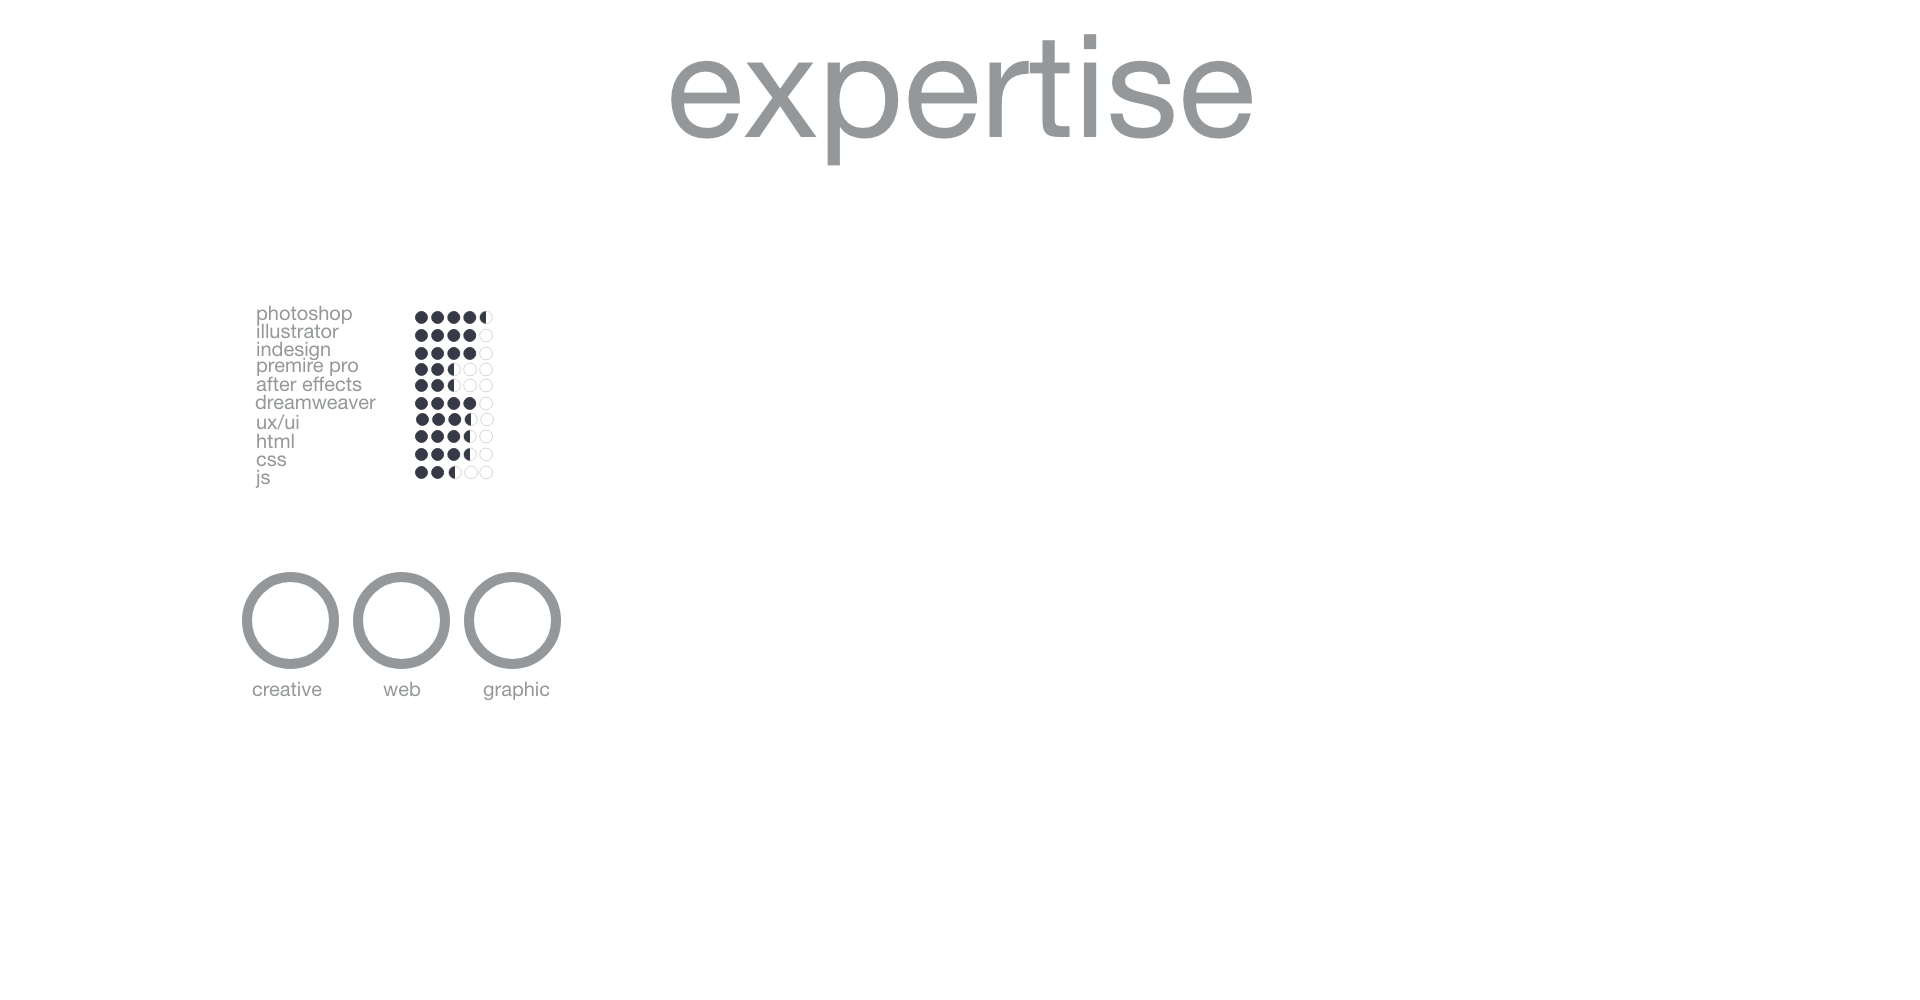 expertise
photoshop
illustrator
indesign
premire pro
after effects
dreamweaver
ux/ui
html
css
js
creative web graphic